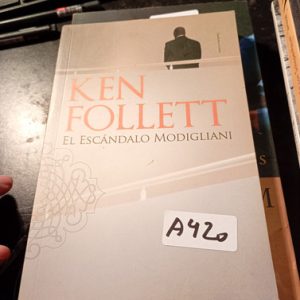 KEN
FOLLETT
EL ESCÁNDALO MODIGLIANI
A420